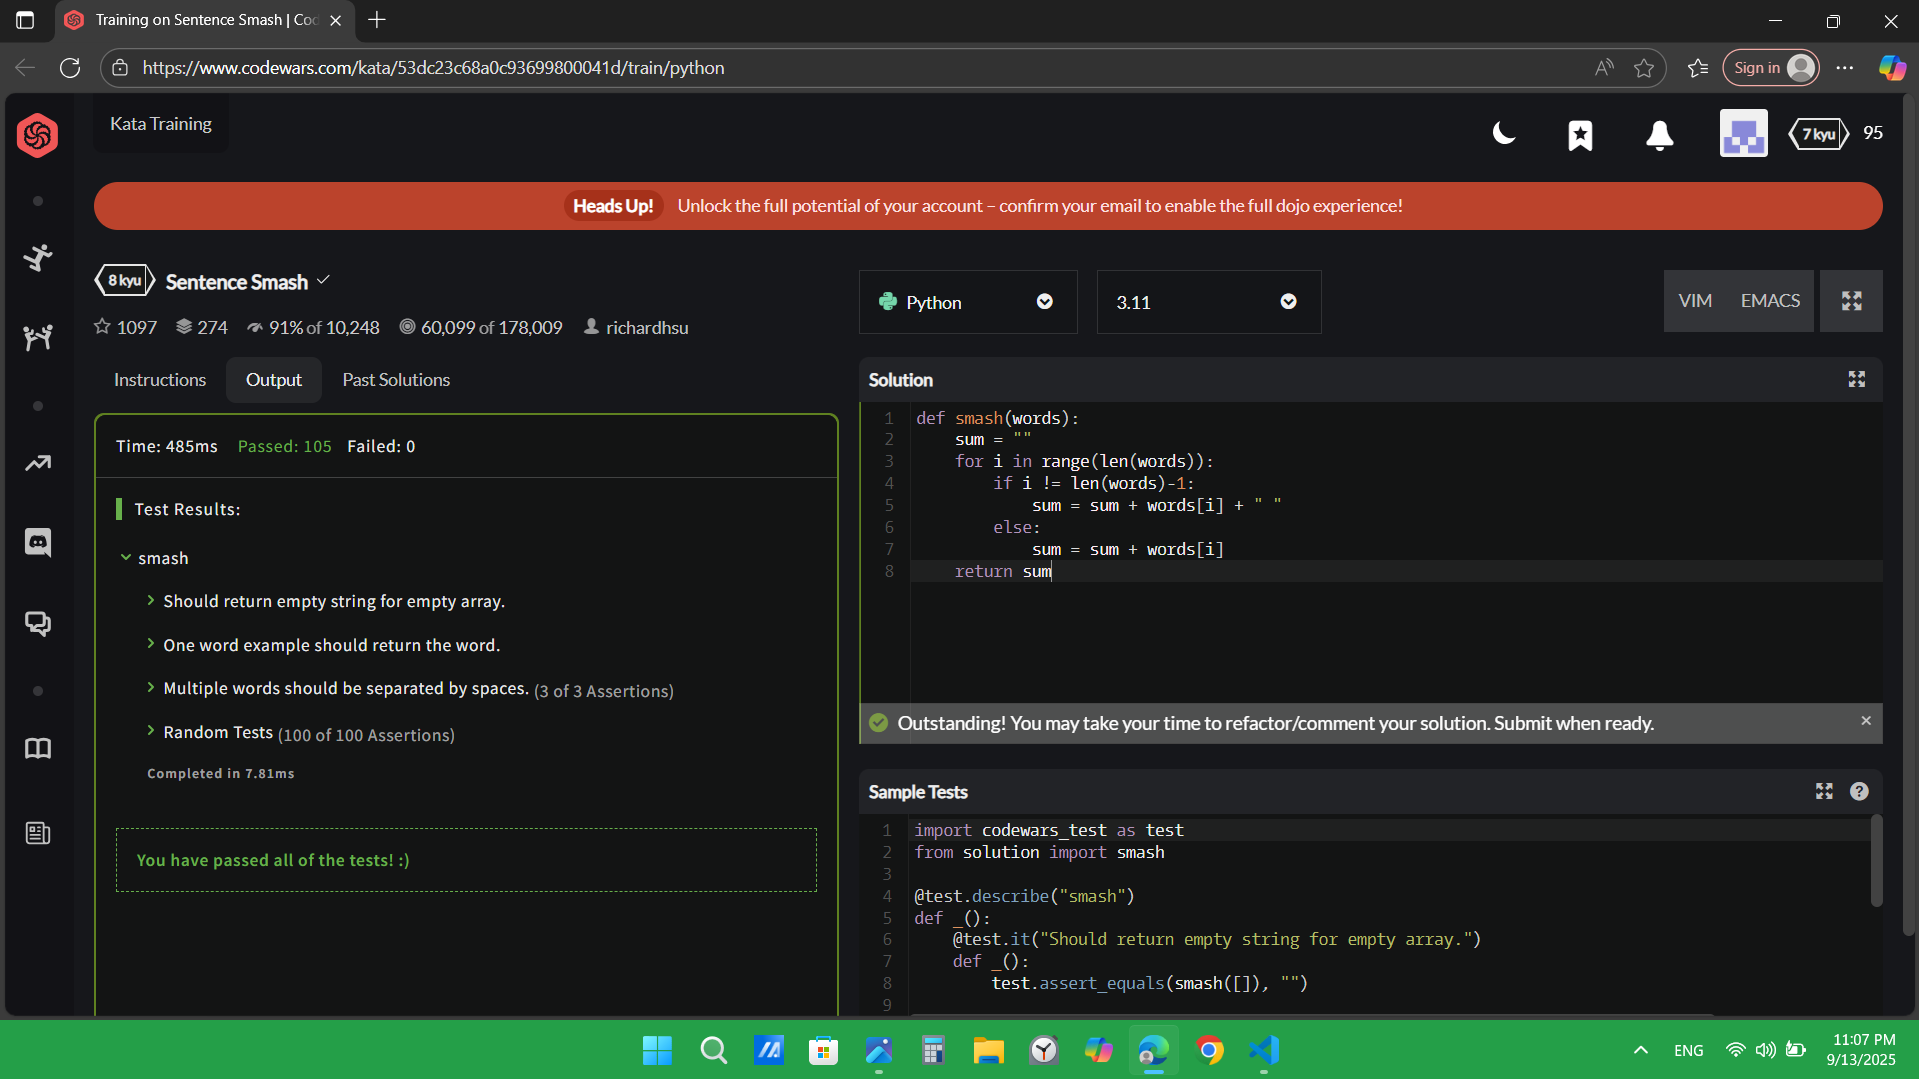 Training on Sentence Smash | Cod
https://www.codewars.com/kata/53dc23c68a0c93699800041d/train/python
Sign in
Kata Training
7 kyu
95
Heads Up! Unlock the full potential of your account – confirm your email to enable the full dojo experience!
8 kyu Sentence Smash
1097 274 91% of 10,248 60,099 of 178,009 richardhsu
Python
3.11
VIM EMACS
Instructions Output Past Solutions
Time: 485ms Passed: 105 Failed: 0
Test Results:
smash
Should return empty string for empty array.
One word example should return the word.
Multiple words should be separated by spaces. (3 of 3 Assertions)
Random Tests (100 of 100 Assertions)
Completed in 7.81ms
You have passed all of the tests! :)
Solution
1 def smash(words):
2     sum = ""
3     for i in range(len(words)):
4         if i != len(words)-1:
5             sum = sum + words[i] + " "
6         else:
7             sum = sum + words[i]
8     return sum
Outstanding! You may take your time to refactor/comment your solution. Submit when ready.
Sample Tests
1 import codewars_test as test
2 from solution import smash
3
4 @test.describe("smash")
5 def _():
6     @test.it("Should return empty string for empty array.")
7     def _():
8         test.assert_equals(smash([]), "")
9
ENG
11:07 PM
9/13/2025